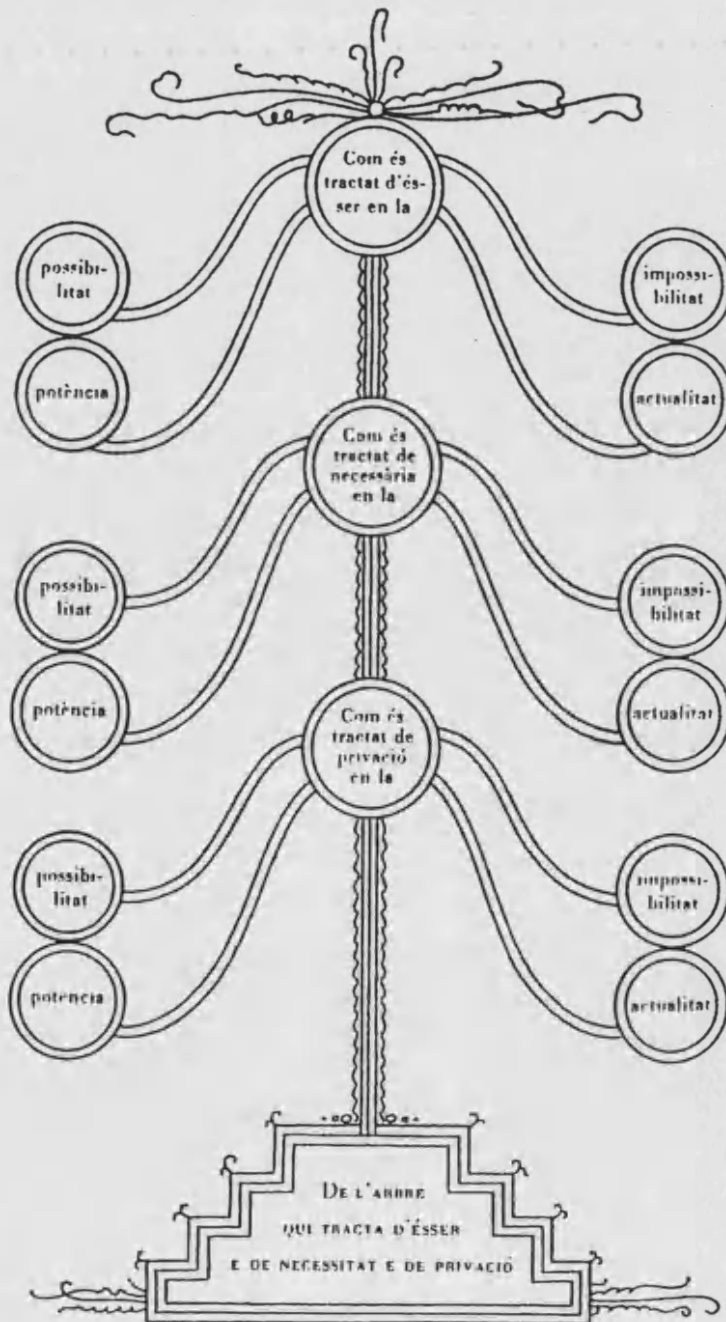 Com és
tractat d'és-
ser en la
possibi-
litat
impossi-
bilitat
potència
actualitat
Com és
tractat de
necessària
en la
possibi-
litat
impossi-
bilitat
potència
actualitat
Com és
tractat de
privació
en la
possibi-
litat
impossi-
bilitat
potència
actualitat
DE L'ARBRE
QUI TRACTA D'ÉSSER
E DE NECESSITAT E DE PRIVACIÓ